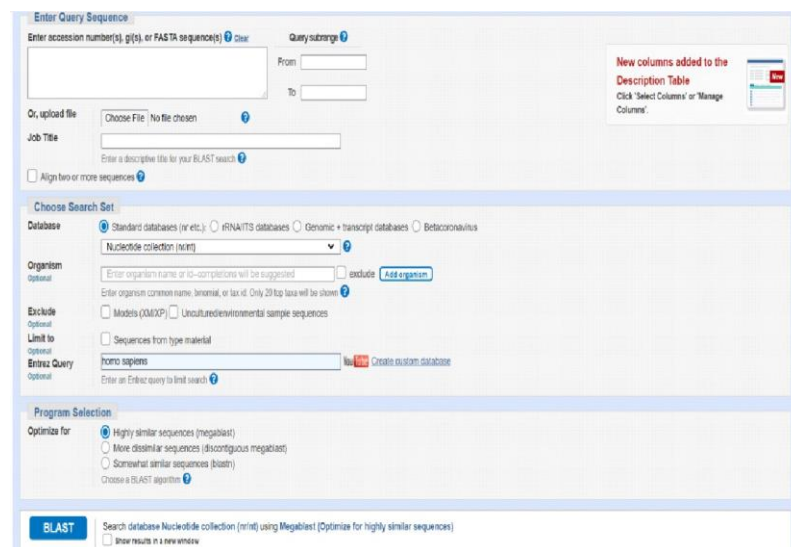 Enter Query Sequence
Enter accession number(s), gi(s), or FASTA sequence(s) Clear
Query subrange
From
To
New columns added to the
Description Table
Click 'Select Columns' or 'Manage
Columns'.
New
Or, upload file
Choose File No file chosen
Job Title
Enter a descriptive title for your BLAST search
Align two or more sequences
Choose Search Set
Database
Standard databases (nr etc.): rRNA/ITS databases Genomic + transcript databases Betacoronavirus
Nucleotide collection (nr/nt)
Organism
Optional
Enter organism name or id--completions will be suggested exclude Add organism
Enter organism common name, binomial, or tax id. Only 20 top taxa will be shown
Exclude
Optional
Models (XM/XP) Uncultured/environmental sample sequences
Limit to
Optional
Sequences from type material
Entrez Query
Optional
homo sapiens
You Tube Create custom database
Enter an Entrez query to limit search
Program Selection
Optimize for
Highly similar sequences (megablast)
More dissimilar sequences (discontiguous megablast)
Somewhat similar sequences (blastn)
Choose a BLAST algorithm
BLAST
Search database Nucleotide collection (nr/nt) using Megablast (Optimize for highly similar sequences)
Show results in a new window